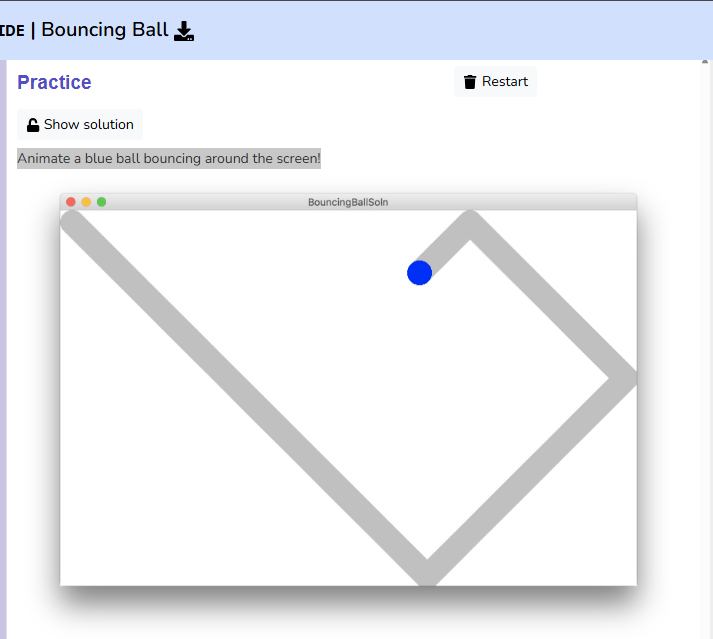 IDE | Bouncing Ball
Practice
Restart
Show solution
Animate a blue ball bouncing around the screen!
BouncingBallSoln